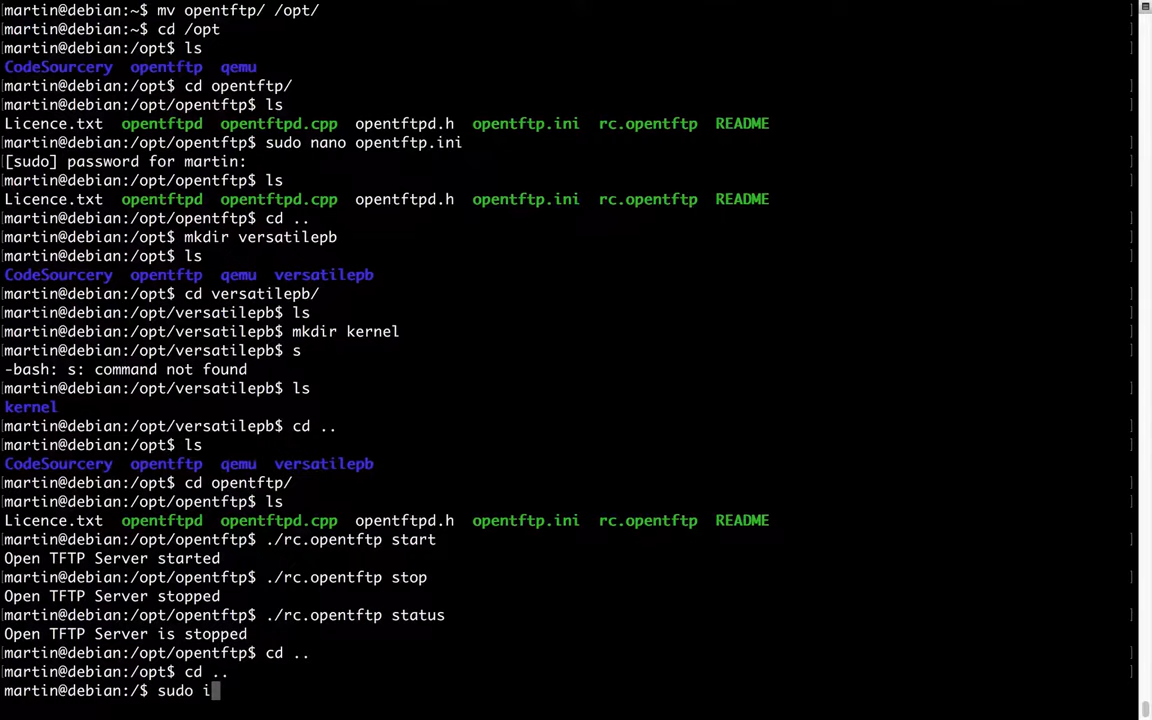 martin@debian:~$ mv opentftp/ /opt/
martin@debian:~$ cd /opt
martin@debian:/opt$ ls
CodeSourcery opentftp qemu
martin@debian:/opt$ cd opentftp/
martin@debian:/opt/opentftp$ ls
Licence.txt opentftpd opentftpd.cpp opentftpd.h opentftp.ini rc.opentftp README
martin@debian:/opt/opentftp$ sudo nano opentftp.ini
[sudo] password for martin:
martin@debian:/opt/opentftp$ ls
Licence.txt opentftpd opentftpd.cpp opentftpd.h opentftp.ini rc.opentftp README
martin@debian:/opt/opentftp$ cd ..
martin@debian:/opt$ mkdir versatilepb
martin@debian:/opt$ ls
CodeSourcery opentftp qemu versatilepb
martin@debian:/opt$ cd versatilepb/
martin@debian:/opt/versatilepb$ ls
martin@debian:/opt/versatilepb$ mkdir kernel
martin@debian:/opt/versatilepb$ s
-bash: s: command not found
martin@debian:/opt/versatilepb$ ls
kernel
martin@debian:/opt/versatilepb$ cd ..
martin@debian:/opt$ ls
CodeSourcery opentftp qemu versatilepb
martin@debian:/opt$ cd opentftp/
martin@debian:/opt/opentftp$ ls
Licence.txt opentftpd opentftpd.cpp opentftpd.h opentftp.ini rc.opentftp README
martin@debian:/opt/opentftp$ ./rc.opentftp start
Open TFTP Server started
martin@debian:/opt/opentftp$ ./rc.opentftp stop
Open TFTP Server stopped
martin@debian:/opt/opentftp$ ./rc.opentftp status
Open TFTP Server is stopped
martin@debian:/opt/opentftp$ cd ..
martin@debian:/opt$ cd ..
martin@debian:/$ sudo i